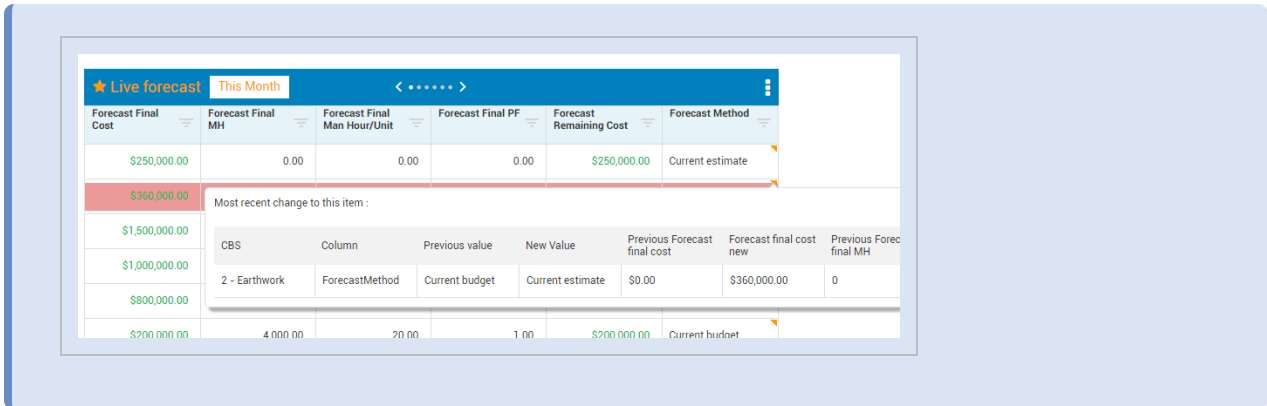 Live forecast This Month
Forecast Final Cost Forecast Final MH Forecast Final Man Hour/Unit Forecast Final PF Forecast Remaining Cost Forecast Method
$250,000.00 0.00 0.00 0.00 $250,000.00 Current estimate
$360,000.00
Most recent change to this item :
$1,500,000.00
CBS Column Previous value New Value Previous Forecast final cost Forecast final cost new Previous Forec final MH
$1,000,000.00
2 - Earthwork ForecastMethod Current budget Current estimate $0.00 $360,000.00 0
$800,000.00
$200,000.00 4,000.00 20.00 1.00 $200,000.00 Current budget